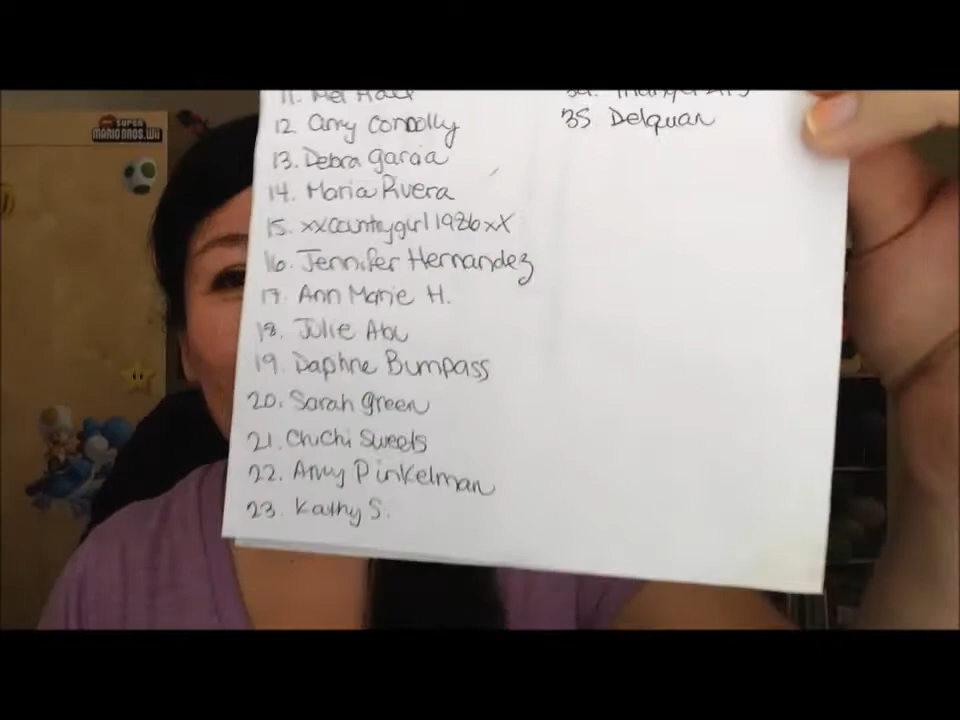 SUPER
MARIO BROS. Wii
12 Amy Connolly
13. Debra Garcia
14. Maria Rivera
15. xxcountrygirl1986xX
16. Jennifer Hernandez
17. Ann Marie H.
18. Julie Abu
19. Daphne Bumpass
20. Sarah Green
21. ChiChi Sweets
22. Amy Pinkelman
23. Kathy S.
35 Delquan